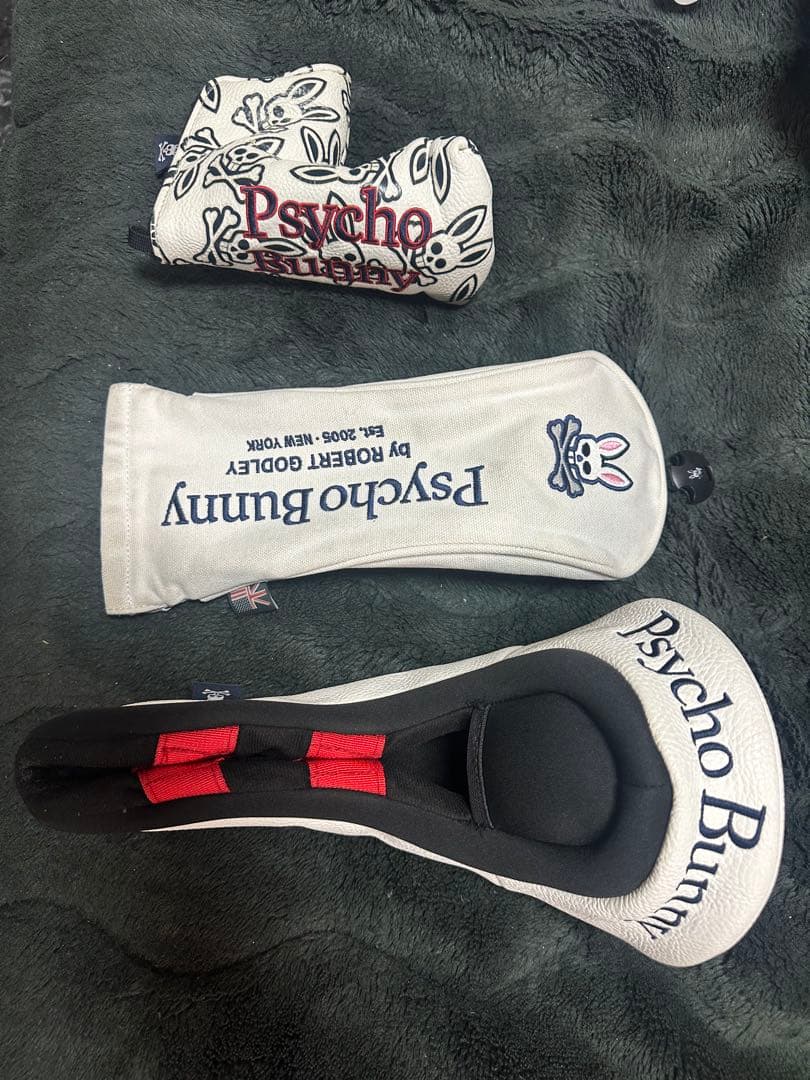 Psycho
Bunny
Psycho Bunny
by ROBERT GODLEY
Est. 2005 · NEW YORK
Psycho Bunny